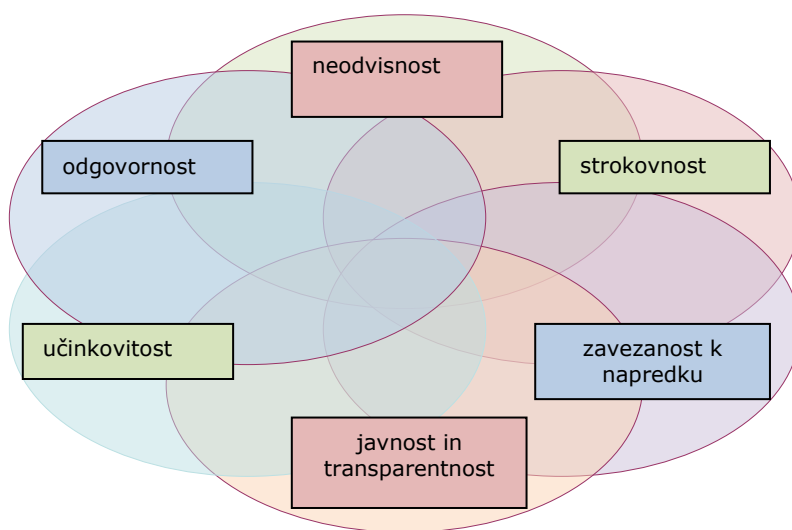 neodvisnost
odgovornost
strokovnost
učinkovitost
zavezanost k
napredku
javnost in
transparentnost